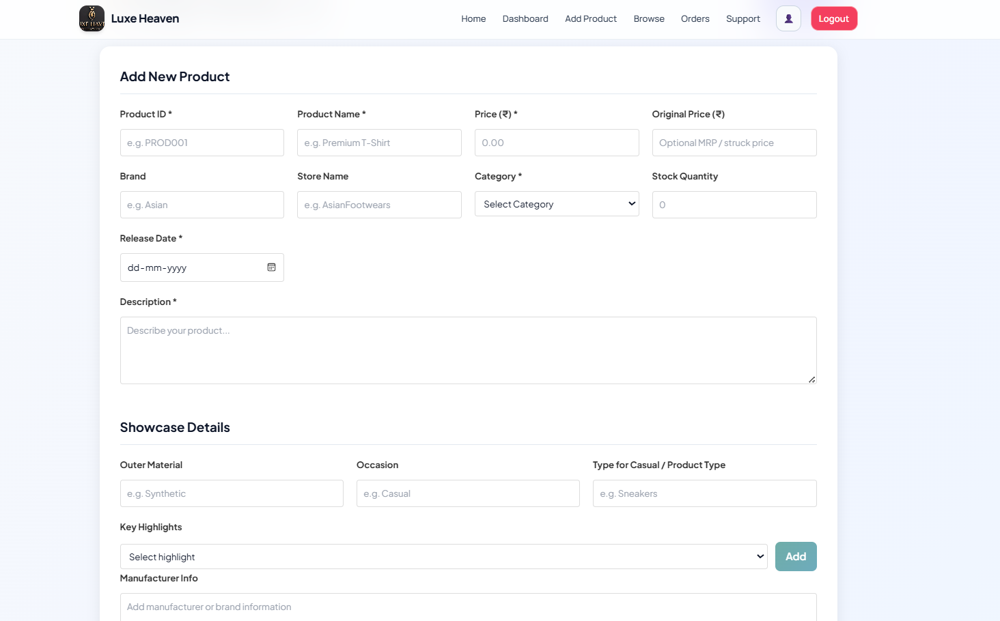 Luxe Heaven
Home Dashboard Add Product Browse Orders Support Logout
Add New Product
Product ID * Product Name * Price (₹) * Original Price (₹)
e.g. PROD001 e.g. Premium T-Shirt 0.00 Optional MRP / struck price
Brand Store Name Category * Stock Quantity
e.g. Asian e.g. AsianFootwears Select Category 0
Release Date *
dd-mm-yyyy
Description *
Describe your product...
Showcase Details
Outer Material Occasion Type for Casual / Product Type
e.g. Synthetic e.g. Casual e.g. Sneakers
Key Highlights
Select highlight Add
Manufacturer Info
Add manufacturer or brand information